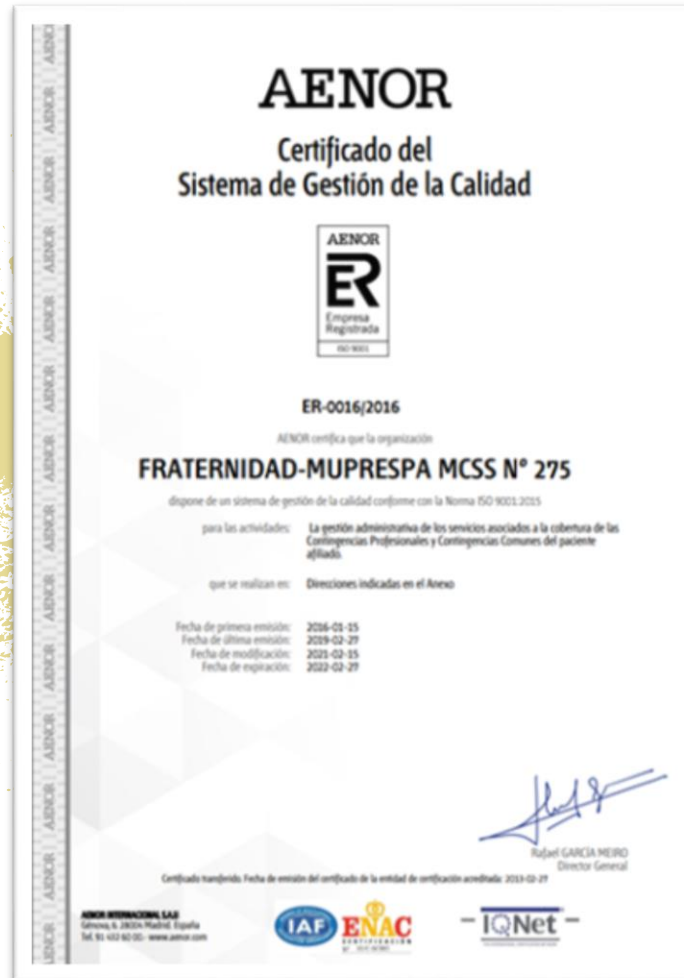 AENOR
Certificado del
Sistema de Gestión de la Calidad
AENOR
ER
Empresa
Registrada
ISO 9001
ER-0016/2016
AENOR certifica que la organización
FRATERNIDAD-MUPRESPA MCSS N° 275
dispone de un sistema de gestión de la calidad conforme con la Norma ISO 9001:2015
para las actividades: La gestión administrativa de los servicios asociados a la cobertura de las
Contingencias Profesionales y Contingencias Comunes del paciente
afiliado.
que se realizan en: Direcciones indicadas en el Anexo
Fecha de primera emisión: 2016-01-15
Fecha de última emisión: 2019-02-27
Fecha de modificación: 2021-02-15
Fecha de expiración: 2022-02-27
Rafael GARCÍA MEIRO
Director General
Certificado transferido. Fecha de emisión del certificado de la entidad de certificación acreditada: 2013-02-27
AENOR INTERNACIONAL S.A.U.
Génova, 6. 28004 Madrid. España
Tel. 91 432 60 00.- www.aenor.com
IAF
ENAC
CERTIFICACIÓN
IQNet